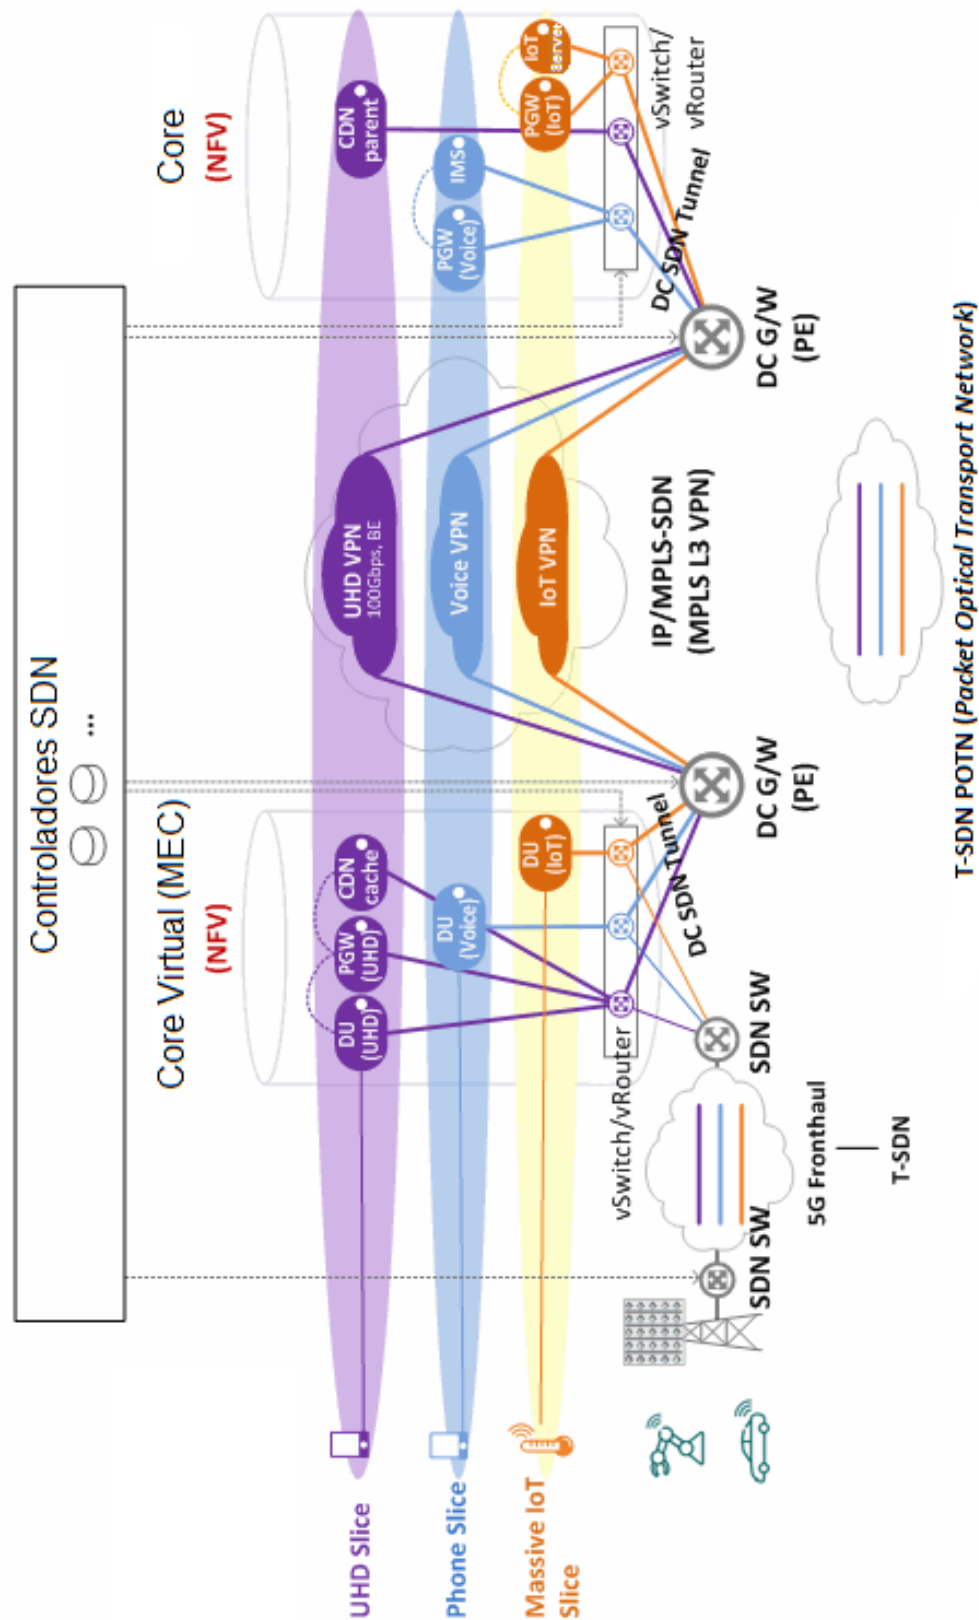 Controladores SDN
...
Core Virtual (MEC)
(NFV)
Core
(NFV)
UHD Slice
DU
(UHD)
PGW
(UHD)
CDN
cache
UHD VPN
100Gbps, BE
CDN
parent
Phone Slice
DU
(Voice)
Voice VPN
PGW
(Voice)
IMS
Massive IoT
Slice
DU
(IoT)
IoT VPN
PGW
(IoT)
IoT
Server
vSwitch/vRouter
DC SDN Tunnel
IP/MPLS-SDN
(MPLS L3 VPN)
DC SDN Tunnel
vSwitch/
vRouter
SDN SW
SDN SW
DC G/W
(PE)
DC G/W
(PE)
5G Fronthaul
T-SDN
T-SDN POTN (Packet Optical Transport Network)